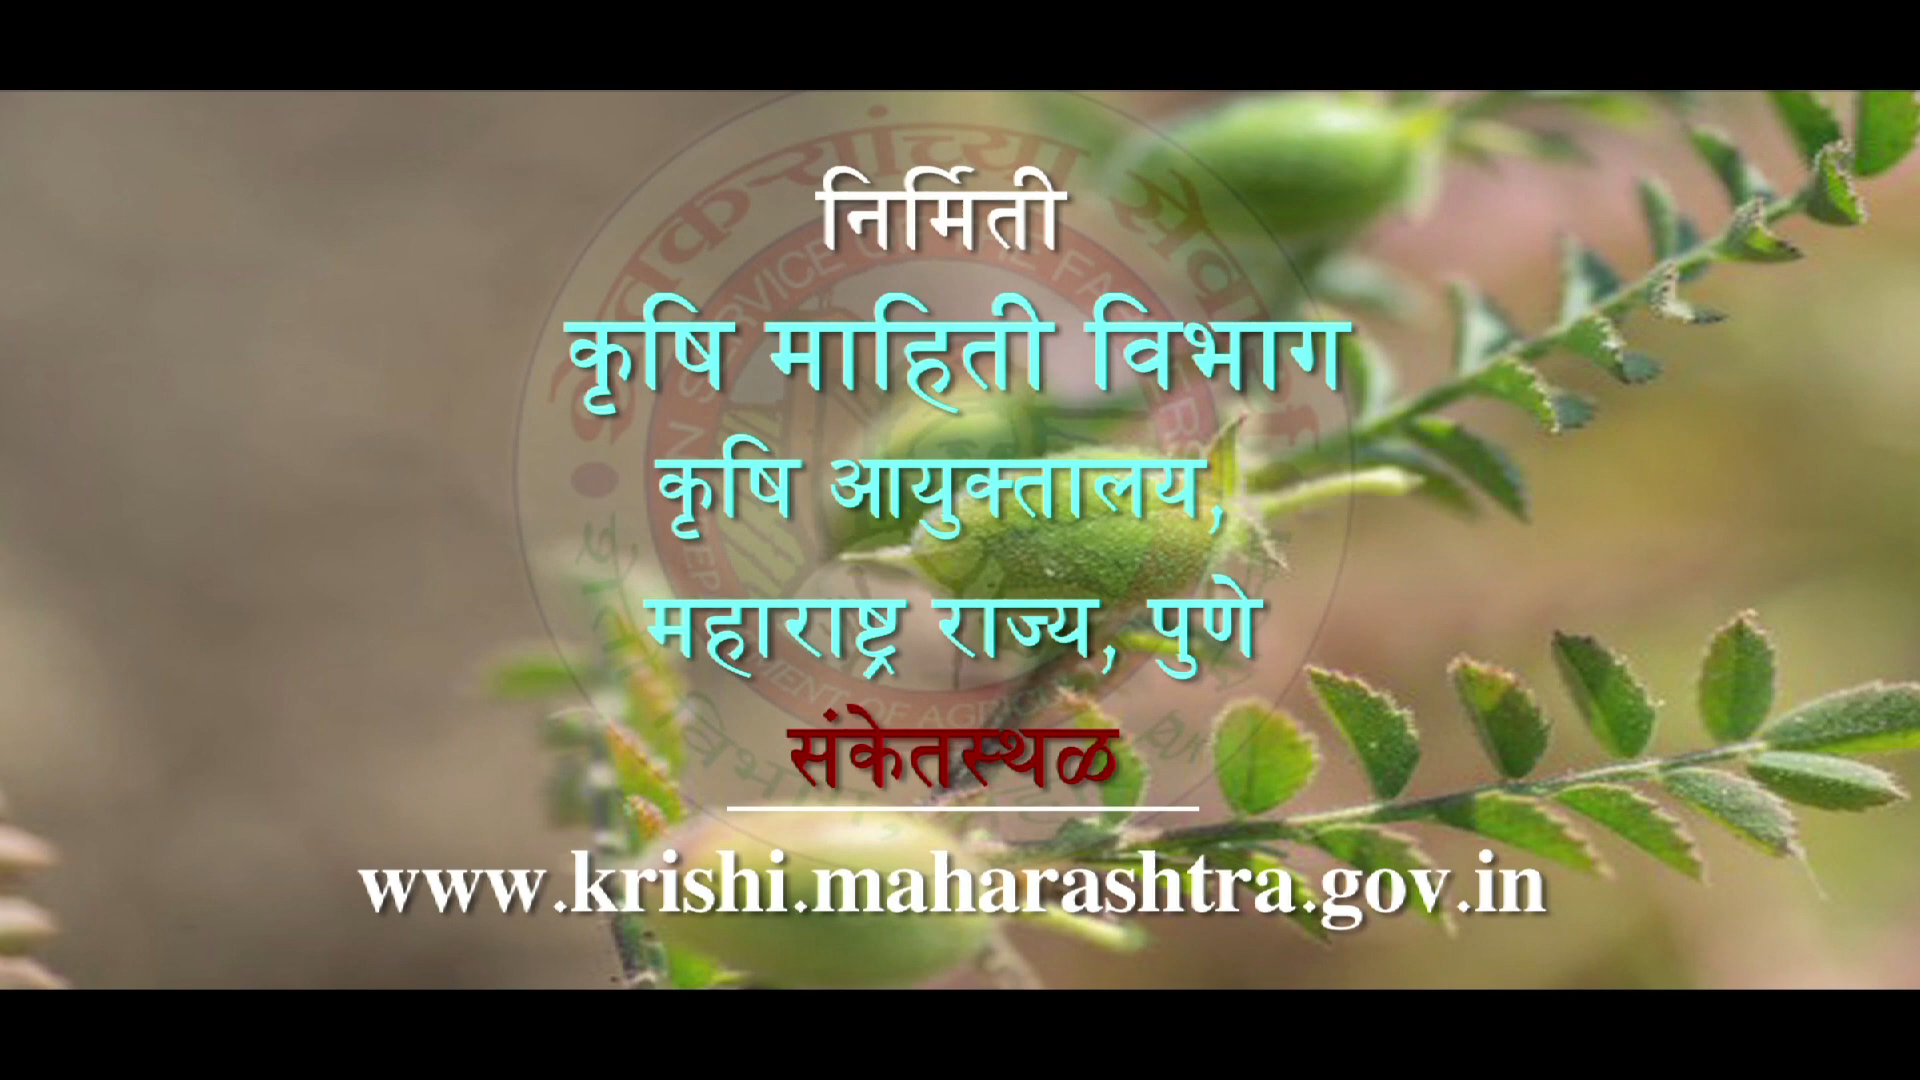 निर्मिती
कृषि माहिती विभाग
कृषि आयुक्तालय,
महाराष्ट्र राज्य, पुणे
संकेतस्थळ
www.krishi.maharashtra.gov.in